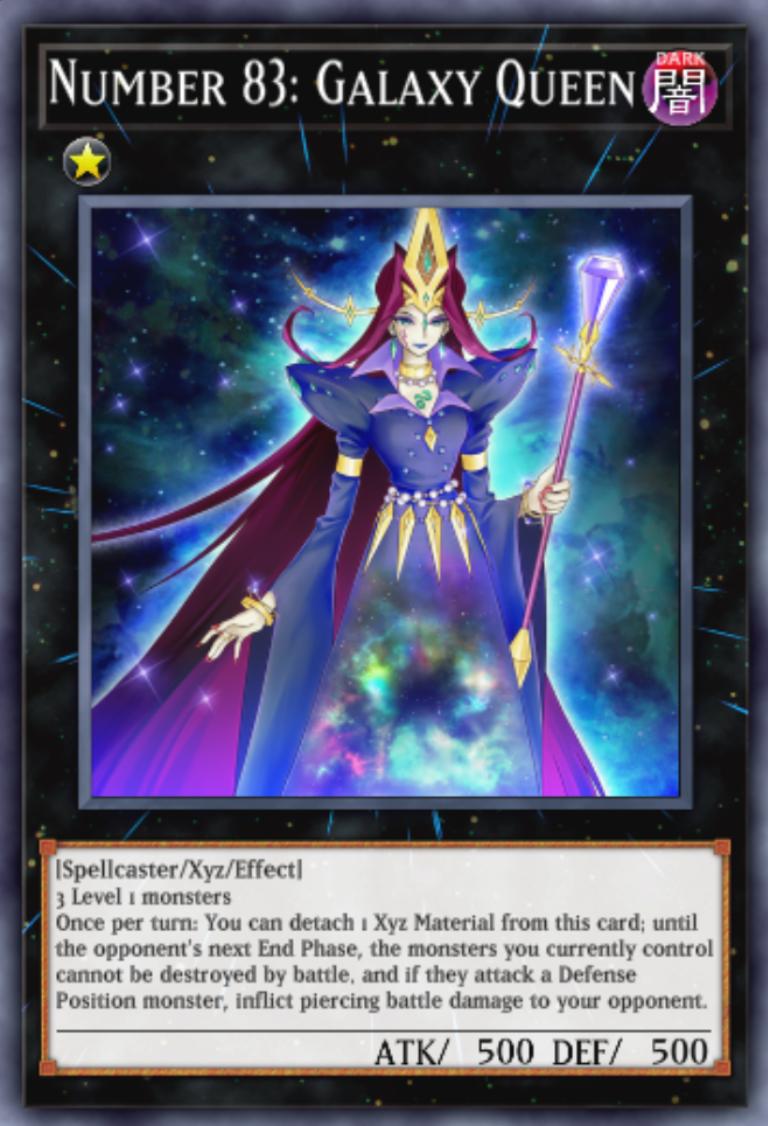 NUMBER 83: GALAXY QUEEN
DARK
闇
|Spellcaster/Xyz/Effect|
3 Level 1 monsters
Once per turn: You can detach 1 Xyz Material from this card; until
the opponent's next End Phase, the monsters you currently control
cannot be destroyed by battle, and if they attack a Defense
Position monster, inflict piercing battle damage to your opponent.
ATK/ 500 DEF/ 500